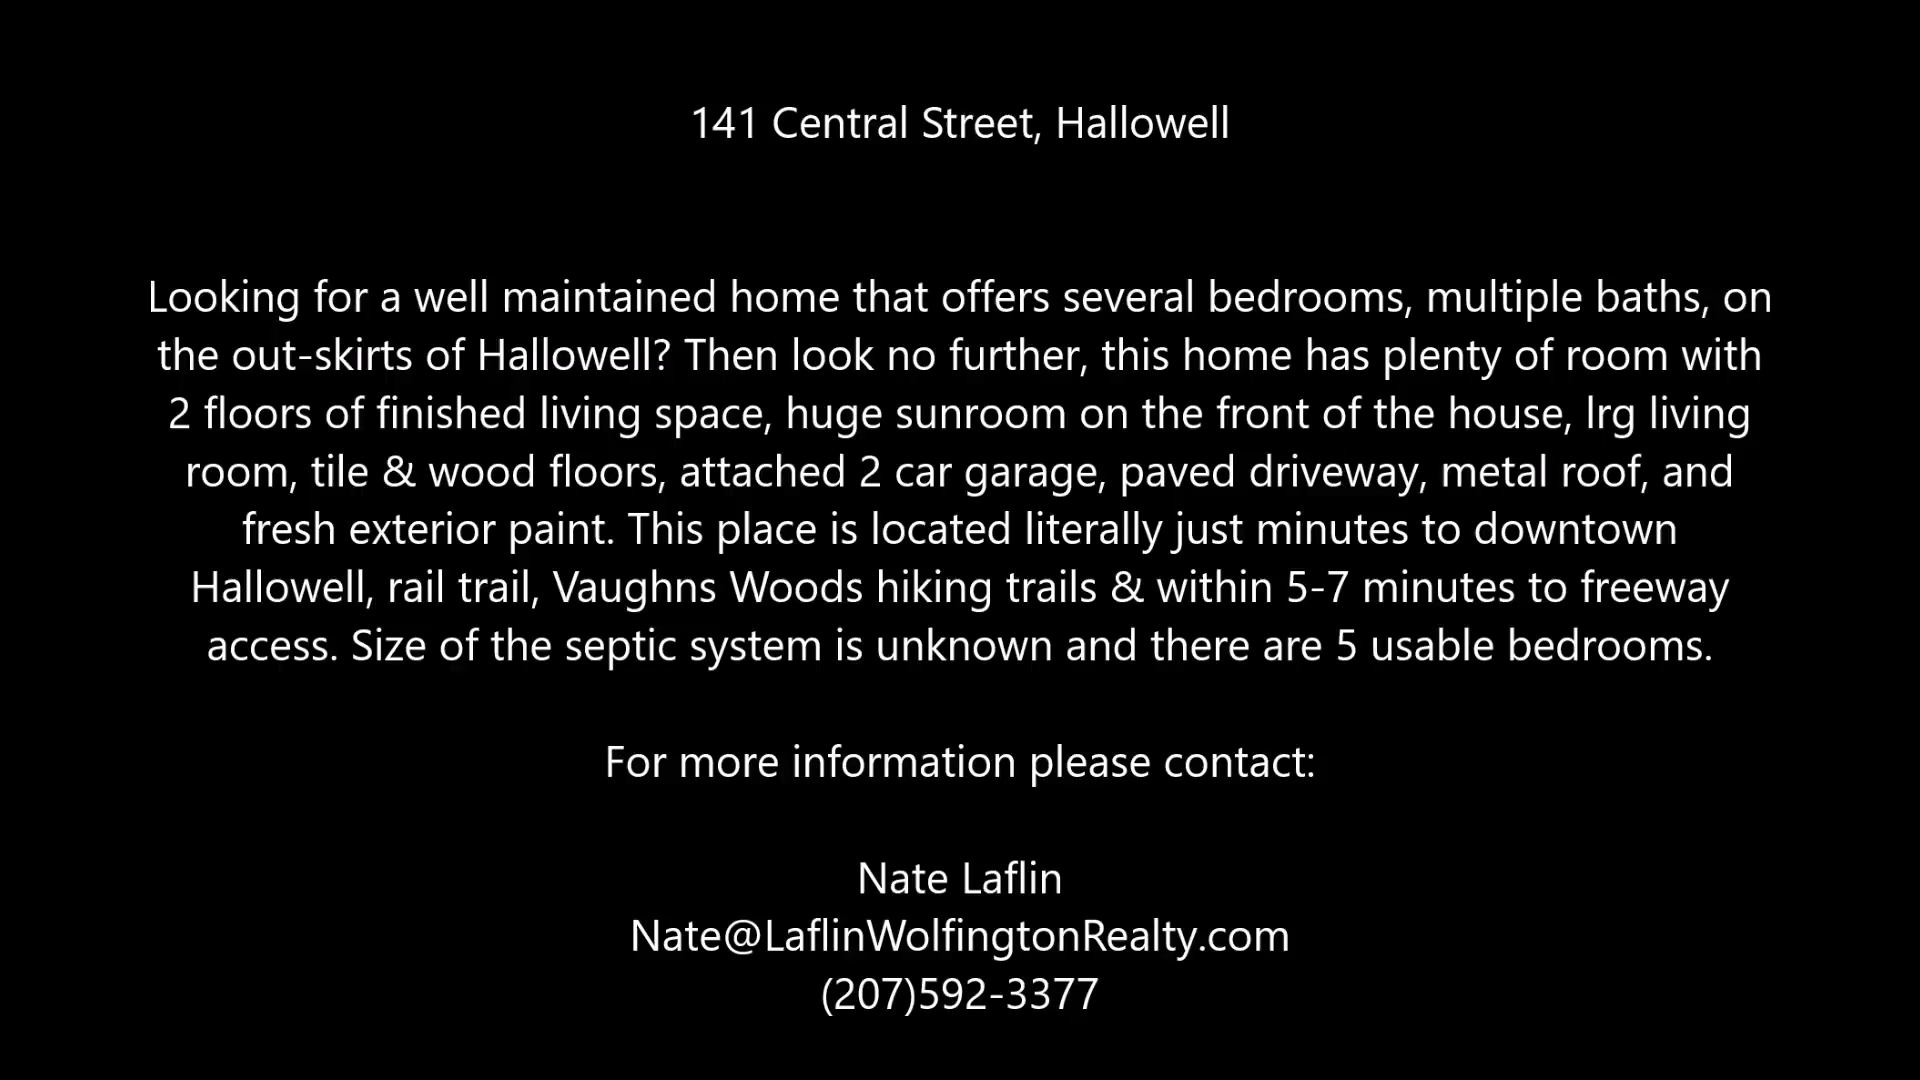 141 Central Street, Hallowell
Looking for a well maintained home that offers several bedrooms, multiple baths, on
the out-skirts of Hallowell? Then look no further, this home has plenty of room with
2 floors of finished living space, huge sunroom on the front of the house, lrg living
room, tile & wood floors, attached 2 car garage, paved driveway, metal roof, and
fresh exterior paint. This place is located literally just minutes to downtown
Hallowell, rail trail, Vaughns Woods hiking trails & within 5-7 minutes to freeway
access. Size of the septic system is unknown and there are 5 usable bedrooms.
For more information please contact:
Nate Laflin
Nate@LaflinWolfingtonRealty.com
(207)592-3377